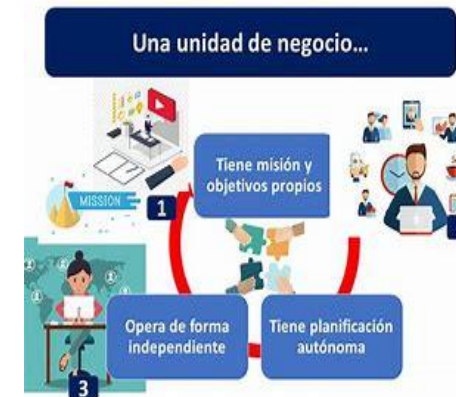 Una unidad de negocio...
Tiene misión y
objetivos propios
MISSION
1
Opera de forma
independiente
Tiene planificación
autónoma
3